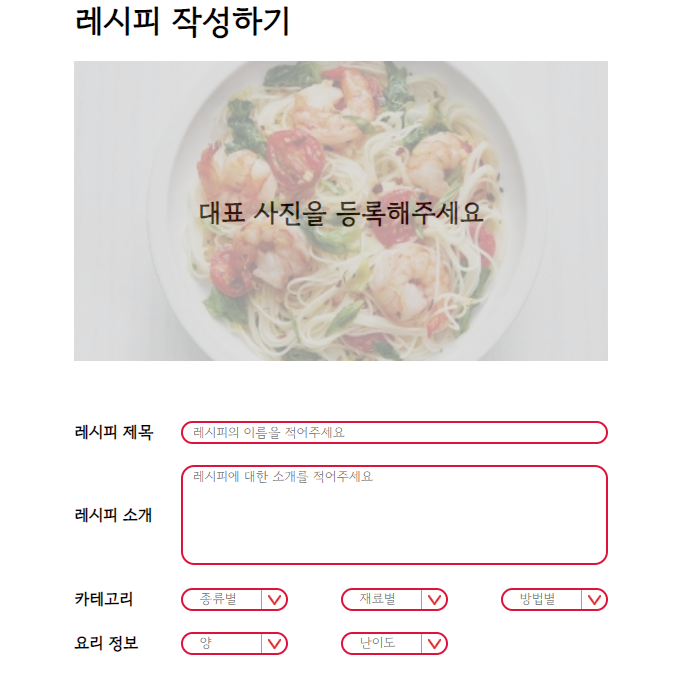 레시피 작성하기
대표 사진을 등록해주세요
레시피 제목 레시피의 이름을 적어주세요
레시피 소개 레시피에 대한 소개를 적어주세요
카테고리 종류별 재료별 방법별
요리 정보 양 난이도